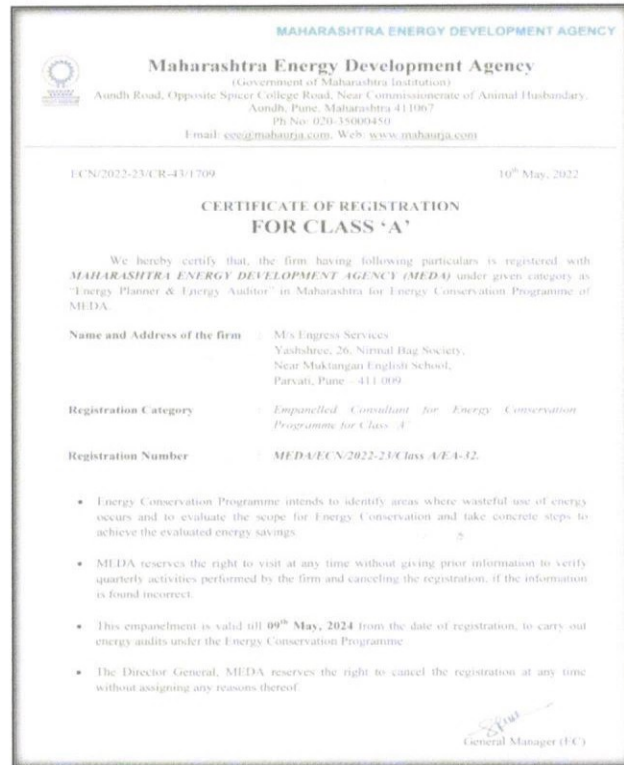 MAHARASHTRA ENERGY DEVELOPMENT AGENCY
Maharashtra Energy Development Agency
(Government of Maharashtra Institution)
Aundh Road, Opposite Spicer College Road, Near Commissionerate of Animal Husbandary,
Aundh, Pune, Maharashtra 411067
Ph No: 020-35000450
Email: eee@mahaurja.com, Web: www.mahaurja.com
ECN/2022-23/CR-43/1709 10th May, 2022
CERTIFICATE OF REGISTRATION
FOR CLASS 'A'
We hereby certify that, the firm having following particulars is registered with
MAHARASHTRA ENERGY DEVELOPMENT AGENCY (MEDA) under given category as
"Energy Planner & Energy Auditor" in Maharashtra for Energy Conservation Programme of
MEDA.
Name and Address of the firm : M/s Engress Services
Yashshree, 26, Nirmal Bag Society,
Near Muktangan English School,
Parvati, Pune – 411 009
Registration Category : Empanelled Consultant for Energy Conservation
Programme for Class 'A'
Registration Number : MEDA/ECN/2022-23/Class A/EA-32.
• Energy Conservation Programme intends to identify areas where wasteful use of energy
occurs and to evaluate the scope for Energy Conservation and take concrete steps to
achieve the evaluated energy savings.
• MEDA reserves the right to visit at any time without giving prior information to verify
quarterly activities performed by the firm and canceling the registration, if the information
is found incorrect.
• This empanelment is valid till 09th May, 2024 from the date of registration, to carry out
energy audits under the Energy Conservation Programme
• The Director General, MEDA reserves the right to cancel the registration at any time
without assigning any reasons thereof.
General Manager (EC)